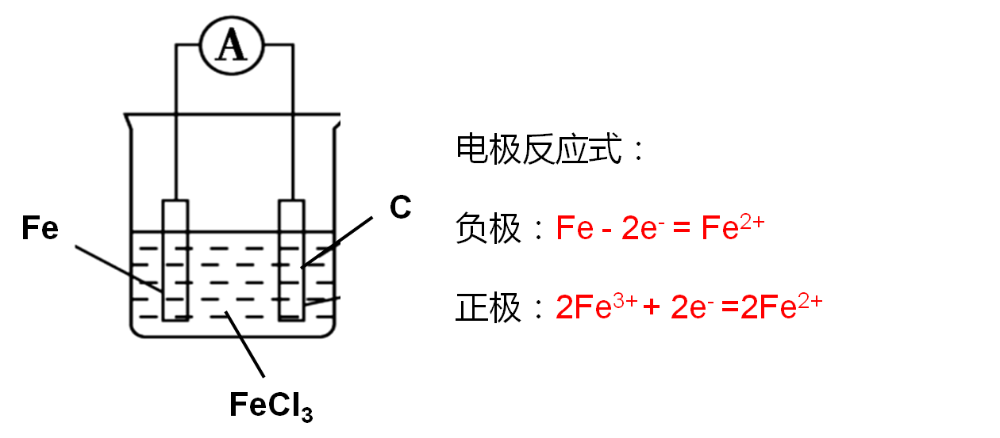 A
电极反应式：
C
Fe
负极：Fe - 2e⁻ = Fe²⁺
正极：2Fe³⁺ + 2e⁻ =2Fe²⁺
FeCl₃